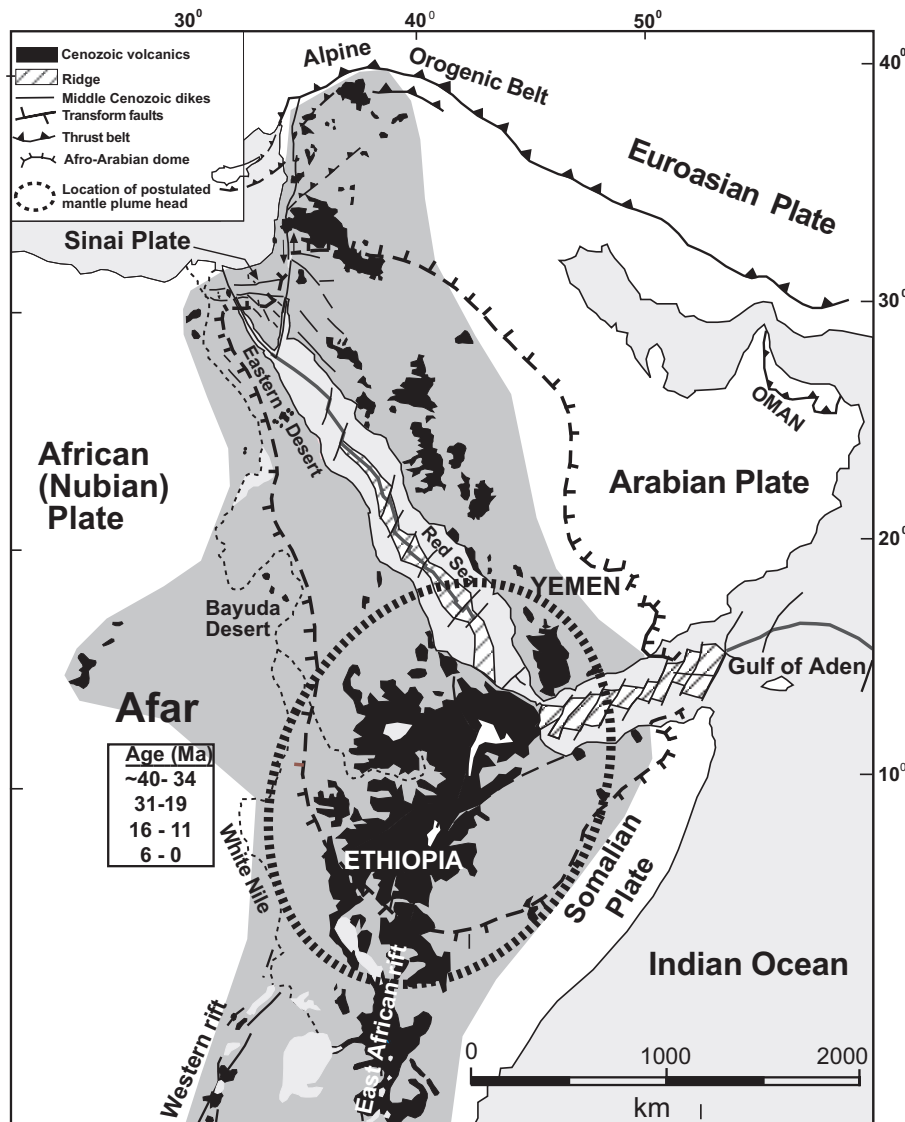 30⁰
40⁰
50⁰
Cenozoic volcanics
Ridge
Middle Cenozoic dikes
Transform faults
Thrust belt
Afro-Arabian dome
Location of postulated
mantle plume head
Alpine
Orogenic Belt
40⁰
Euroasian Plate
Sinai Plate
30⁰
OMAN
Eastern Desert
African
(Nubian)
Plate
Arabian Plate
20⁰
Red Sea
YEMEN
Bayuda
Desert
Gulf of Aden
Afar
Age (Ma)
~40- 34
31-19
16 - 11
6 - 0
10⁰
White Nile
ETHIOPIA
Somalian
Plate
Indian Ocean
Western rift
East African rift
0
1000
2000
km